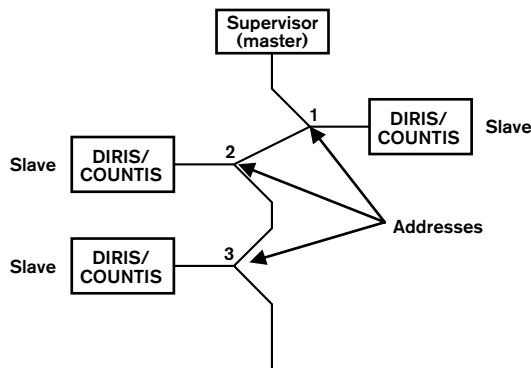 Supervisor
(master)
1
DIRIS/
COUNTIS
Slave
2
Slave
DIRIS/
COUNTIS
Addresses
3
Slave
DIRIS/
COUNTIS